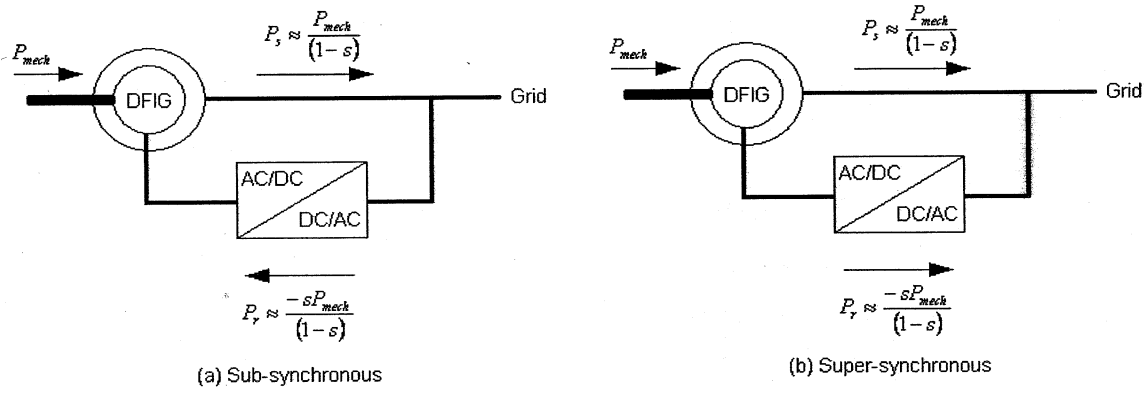 P_mech
P_s ≈ P_mech / (1 − s)
DFIG
Grid
AC/DC
DC/AC
P_r ≈ −sP_mech / (1 − s)
(a) Sub-synchronous
P_mech
P_s ≈ P_mech / (1 − s)
DFIG
Grid
AC/DC
DC/AC
P_r ≈ −sP_mech / (1 − s)
(b) Super-synchronous